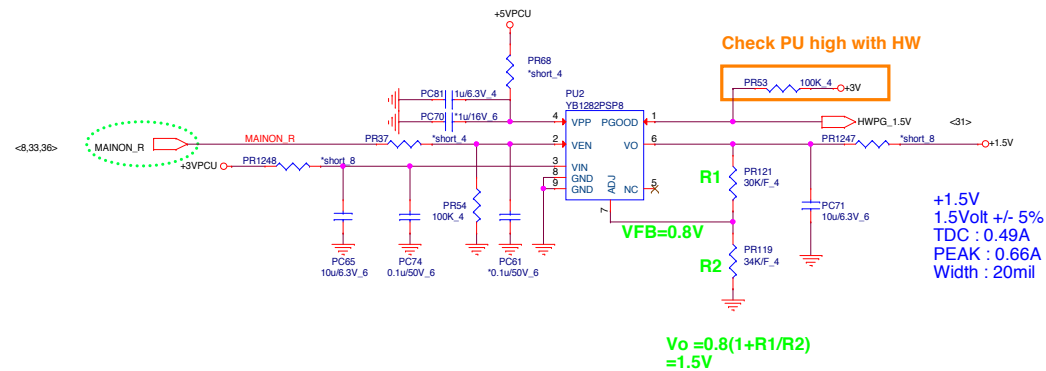 +5VPCU
Check PU high with HW
PR68
*short_4
PR53
100K_4
+3V
PC81
1u/6.3V_4
PU2
YB1282PSP8
PC70
*1u/16V_6
4
VPP
PGOOD
1
HWPG_1.5V
<31>
<8,33,36>
MAINON_R
MAINON_R
PR37
*short_4
2
VEN
VO
6
PR1247
*short_8
+1.5V
+3VPCU
PR1248
*short_8
3
VIN
8
GND
9
GND
ADJ
NC
5
7
R1
PR121
30K/F_4
PR54
100K_4
PC71
10u/6.3V_6
VFB=0.8V
+1.5V
1.5Volt +/- 5%
TDC : 0.49A
PEAK : 0.66A
Width : 20mil
R2
PR119
34K/F_4
PC65
10u/6.3V_6
PC74
0.1u/50V_6
PC61
*0.1u/50V_6
Vo =0.8(1+R1/R2)
=1.5V